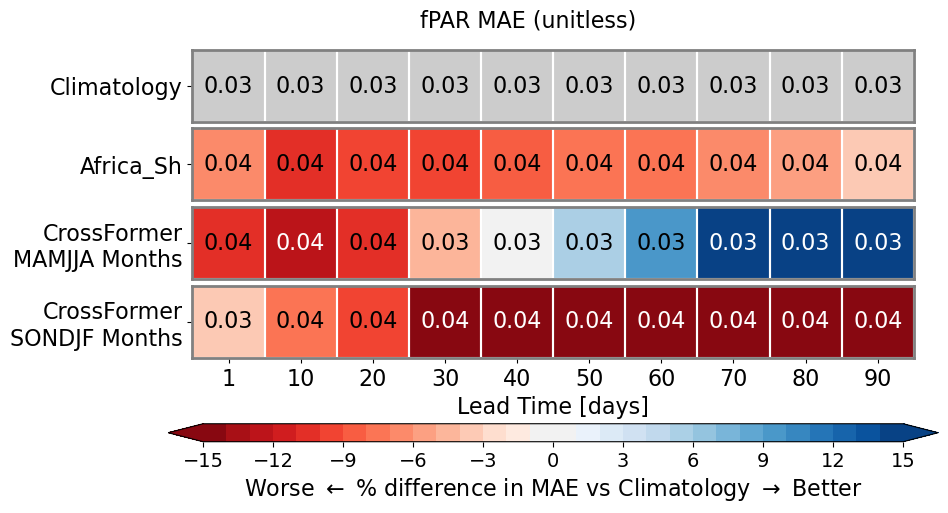 fPAR MAE (unitless)
Climatology 0.03 0.03 0.03 0.03 0.03 0.03 0.03 0.03 0.03 0.03
Africa_Sh 0.04 0.04 0.04 0.04 0.04 0.04 0.04 0.04 0.04 0.04
CrossFormer
MAMJJA Months 0.04 0.04 0.04 0.03 0.03 0.03 0.03 0.03 0.03 0.03
CrossFormer
SONDJF Months 0.03 0.04 0.04 0.04 0.04 0.04 0.04 0.04 0.04 0.04
1 10 20 30 40 50 60 70 80 90
Lead Time [days]
−15 −12 −9 −6 −3 0 3 6 9 12 15
Worse ← % difference in MAE vs Climatology → Better